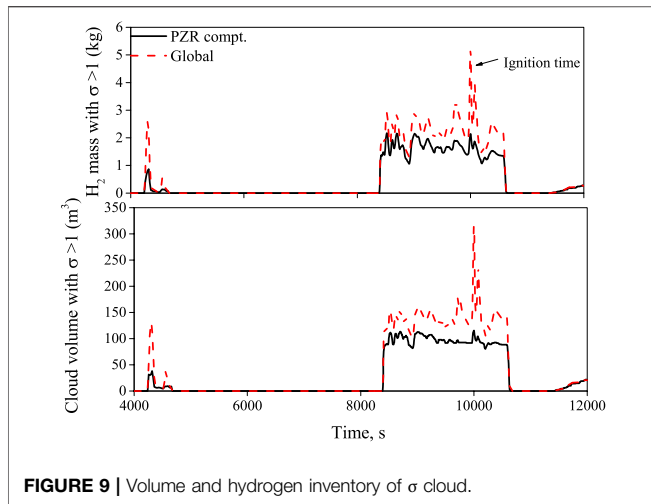 PZR compt.
Global
Ignition time
H₂ mass with σ >1 (kg)
6
5
4
3
2
1
0
Cloud volume with σ >1 (m³)
350
300
250
200
150
100
50
0
4000 6000 8000 10000 12000
Time, s
FIGURE 9 | Volume and hydrogen inventory of σ cloud.